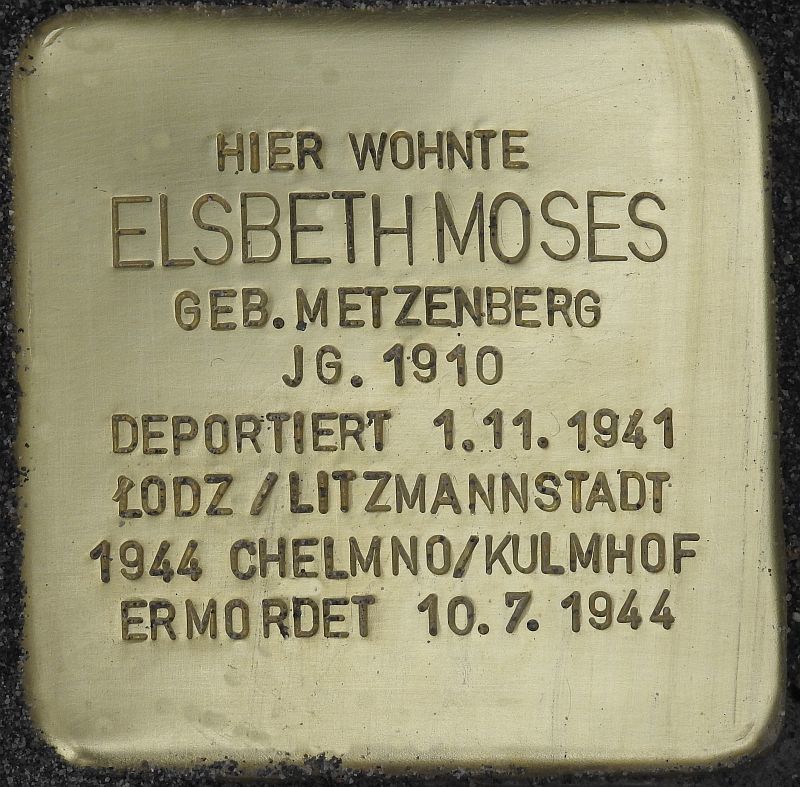 HIER WOHNTE
ELSBETH MOSES
GEB. METZENBERG
JG. 1910
DEPORTIERT 1.11.1941
ŁODZ / LITZMANNSTADT
1944 CHELMNO/KULMHOF
ERMORDET 10.7.1944